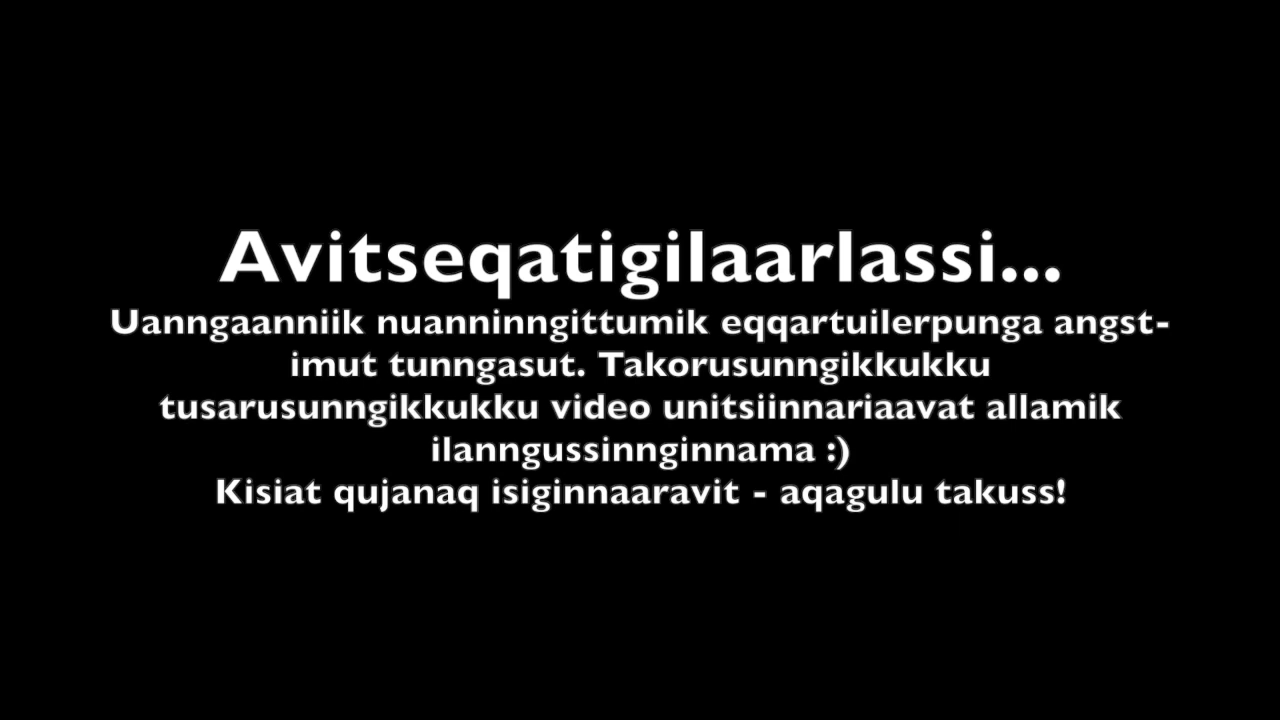 Avitseqatigilaarlassi...
Uanngaanniik nuanninngittumik eqqartuilerpunga angst-
imut tunngasut. Takorusunngikkukku
tusarusunngikkukku video unitsiinnariaavat allamik
ilanngussinnginnama :)
Kisiat qujanaq isiginnaaravit - aqagulu takuss!